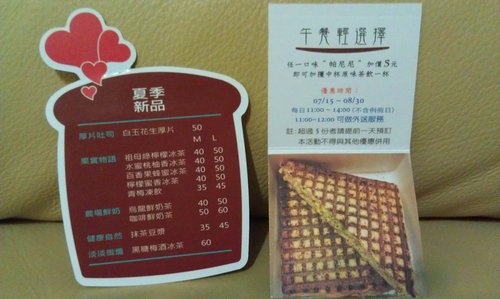 夏季
新品
厚片吐司 白玉花生厚片 50
M L
果實物語 祖母綠檸檬冰茶 40 50
水蜜桃柚香冰茶 40 50
百香果蜂蜜冰茶 40 50
檸檬蜜香冰茶 40 50
青梅凍飲 35 45
農場鮮奶 烏龍鮮奶茶 40 50
咖啡鮮奶茶 50 60
健康自然 抹茶豆漿 35 45
淡淡微醺 黑糖梅酒冰茶 60
午餐輕選擇
任一口味"帕尼尼"加價5元
即可加獲中杯原味茶飲一杯
優惠時間：
07/15～08/30
每日11:00～14:00(不含例假日)
11:00~12:00可做外送服務
註:超過5份者請提前一天預訂
本活動不得與其他優惠併用